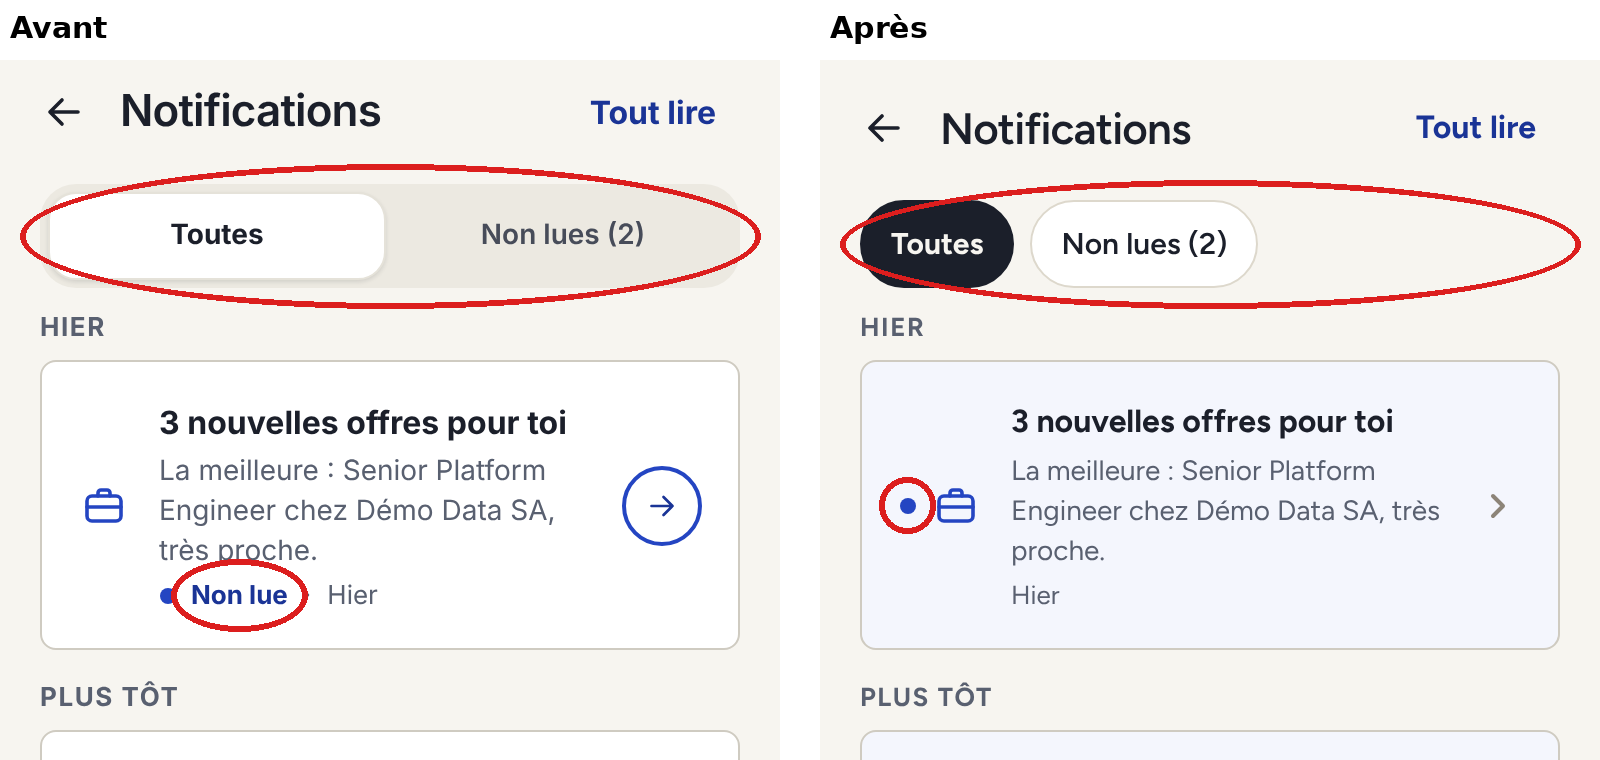 Avant
Notifications
Tout lire
Toutes
Non lues (2)
HIER
3 nouvelles offres pour toi
La meilleure : Senior Platform
Engineer chez Démo Data SA,
très proche.
Non lue
Hier
PLUS TÔT
Après
Notifications
Tout lire
Toutes
Non lues (2)
HIER
3 nouvelles offres pour toi
La meilleure : Senior Platform
Engineer chez Démo Data SA, très
proche.
Hier
PLUS TÔT